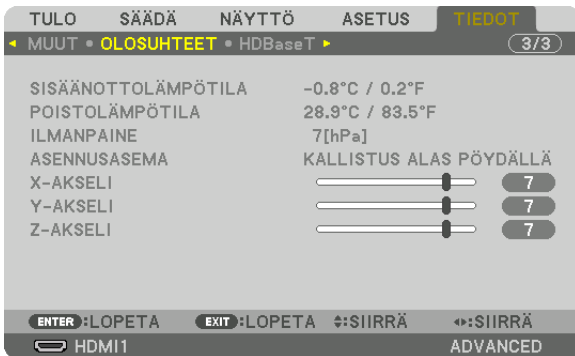 TULO SÄÄDÄ NÄYTTÖ ASETUS TIEDOT
MUUT • OLOSUHTEET • HDBaseT 3/3
SISÄÄNOTTOLÄMPÖTILA –0.8°C / 0.2°F
POISTOLÄMPÖTILA 28.9°C / 83.5°F
ILMANPAINE 7[hPa]
ASENNUSASEMA KALLISTUS ALAS PÖYDÄLLÄ
X-AKSELI 7
Y-AKSELI 7
Z-AKSELI 7
ENTER :LOPETA EXIT :LOPETA :SIIRRÄ :SIIRRÄ
HDMI1 ADVANCED